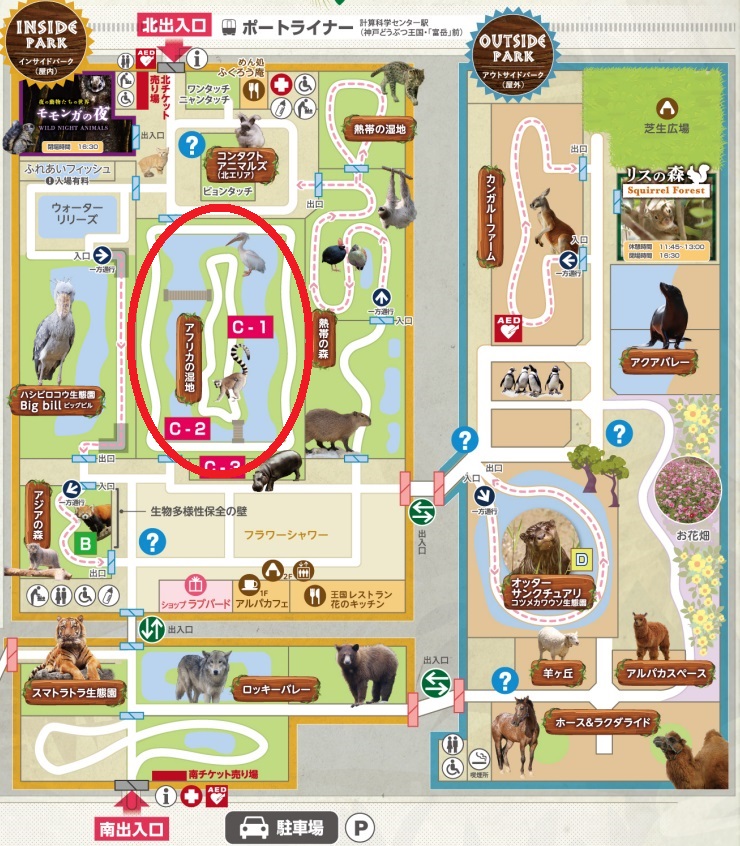 INSIDE
PARK
インサイドパーク
(屋内)
北出入口
ポートライナー 計算科学センター駅
(神戸どうぶつ王国・「富岳」前)
OUTSIDE
PARK
アウトサイドパーク
(屋外)
AED
i
北チケット
売り場
めん処
ふくろう庵
ワンタッチ
ニャンタッチ
夜の動物たちの世界
モモンガの夜
WILD NIGHT ANIMALS
閉場時間 16:30
出入口
?
コンタクト
アニマルズ
(北エリア)
ピョンタッチ
出口
熱帯の湿地
芝生広場
カンガルーファーム
出口
入口
一方通行
AED
リスの森
Squirrel Forest
休憩時間 11:45~13:00
閉場時間 16:30
ふれあいフィッシュ
入場有料
ウォーター
リリーズ
入口
一方通行
アフリカの湿地
C-1
C-2
C-3
熱帯の森
一方通行
入口
アクアバレー
ハシビロコウ生態園
Big bill ビッグビル
出口
?
?
アジアの森
入口
一方通行
B
出口
生物多様性保全の壁
?
フラワーシャワー
出入口
出口
入口
一方通行
D
オッター
サンクチュアリ
コツメカワウソ生態園
お花畑
ショップ ラブバード
2F
1F
アルパカカフェ
王国レストラン
花のキッチン
出入口
スマトラトラ生態園
ロッキーバレー
出入口
?
羊ヶ丘
アルパカスペース
ホース&ラクダライド
喫煙所
南チケット売り場
i
AED
南出入口
駐車場
P